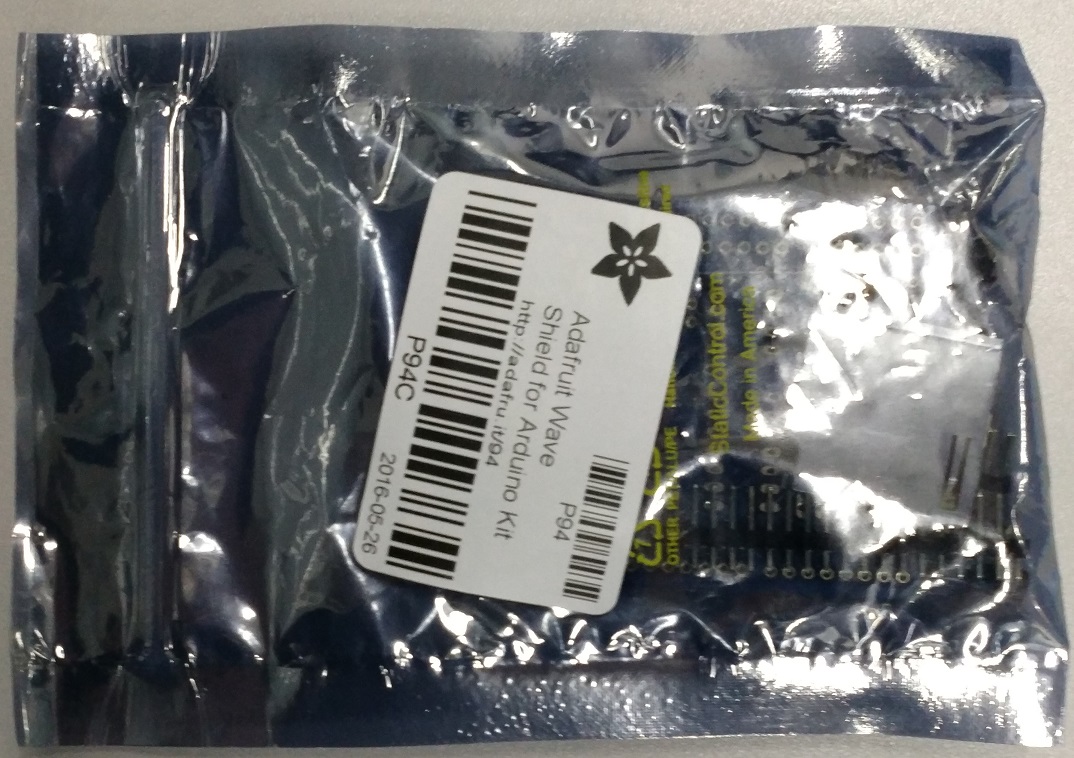 Adafruit Wave
Shield for Arduino Kit
http://adafru.it/94
P94
P94C
2016-05-26
StaticControl.com
Made in America
OTHER